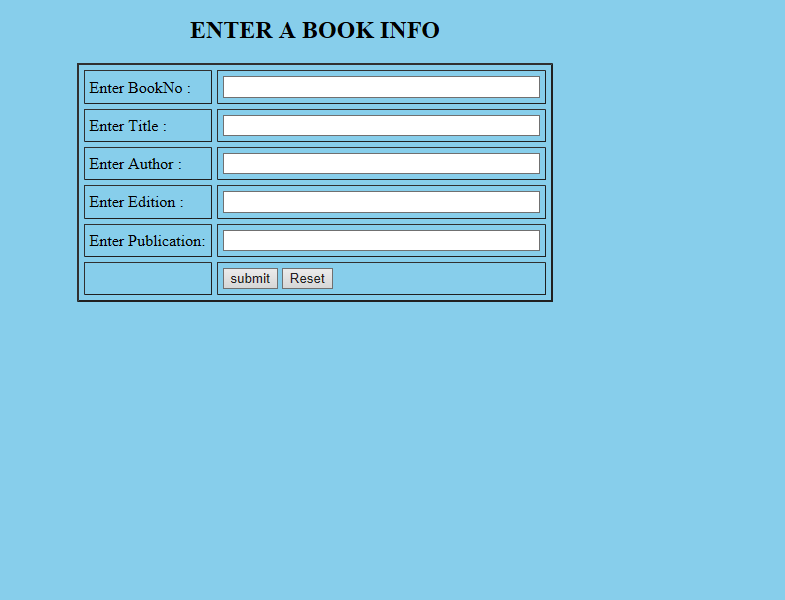 ENTER A BOOK INFO
Enter BookNo :
Enter Title :
Enter Author :
Enter Edition :
Enter Publication:
submit Reset